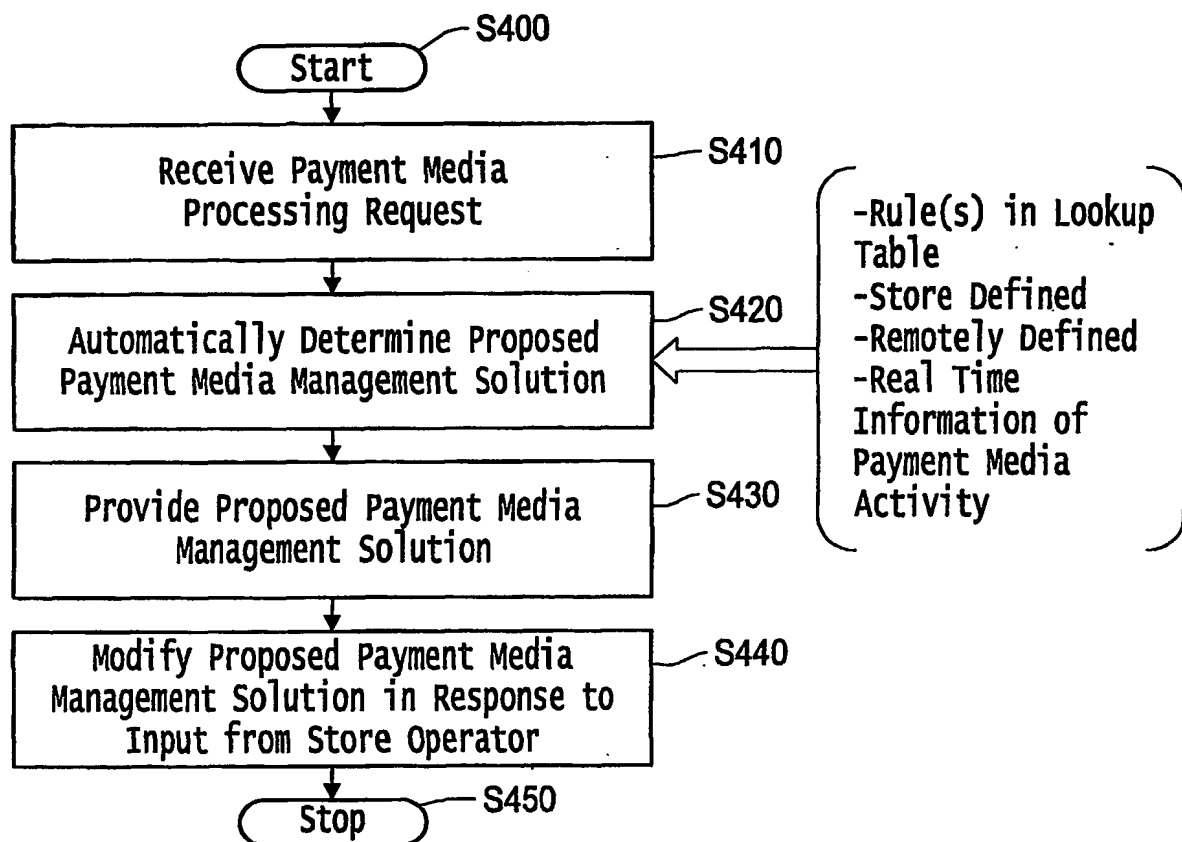 S400
Start
S410
Receive Payment Media
Processing Request
S420
Automatically Determine Proposed
Payment Media Management Solution
-Rule(s) in Lookup
Table
-Store Defined
-Remotely Defined
-Real Time
Information of
Payment Media
Activity
S430
Provide Proposed Payment Media
Management Solution
S440
Modify Proposed Payment Media
Management Solution in Response to
Input from Store Operator
S450
Stop